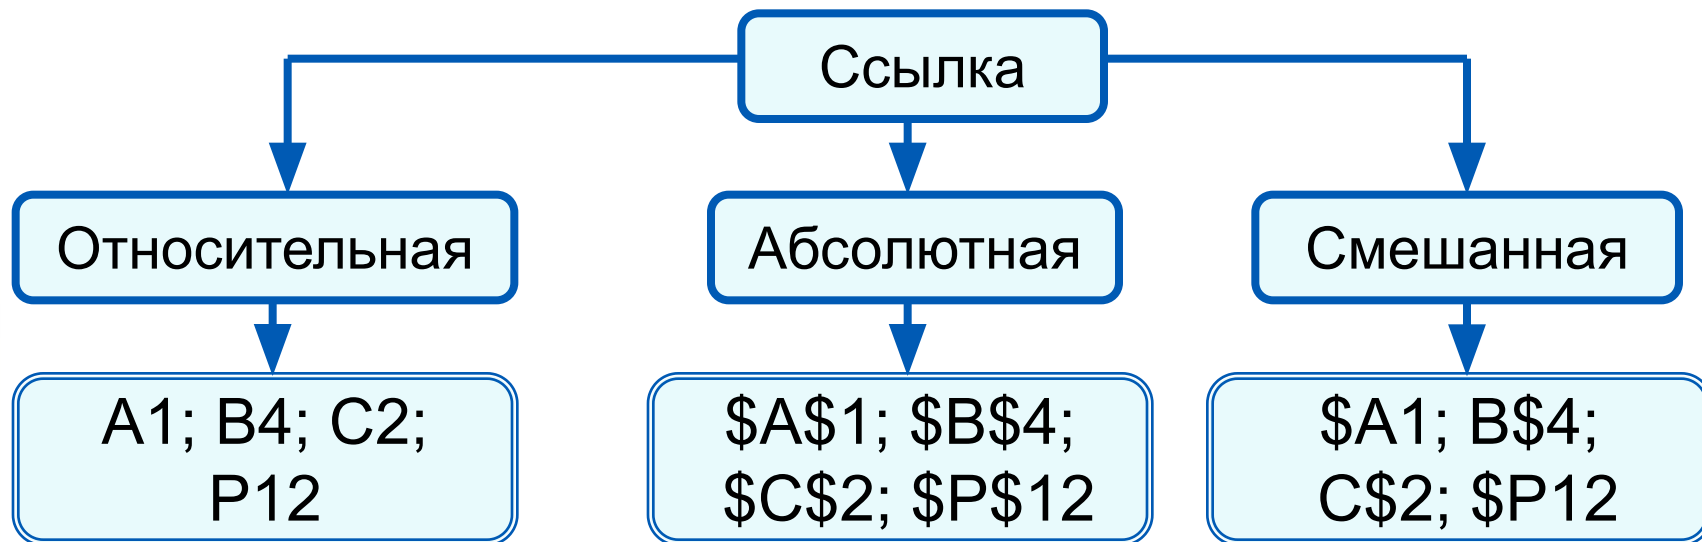 Ссылка
Относительная
Абсолютная
Смешанная
A1; B4; C2;
P12
$A$1; $B$4;
$C$2; $P$12
$A1; B$4;
C$2; $P12